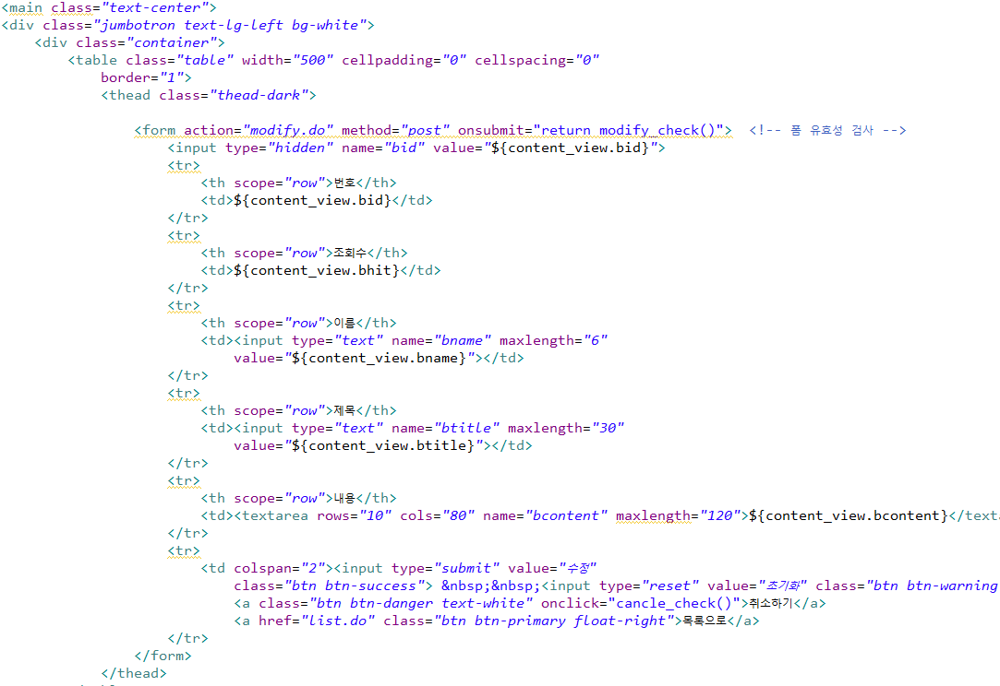 <main class="text-center">
<div class="jumbotron text-lg-left bg-white">
<div class="container">
<table class="table" width="500" cellpadding="0" cellspacing="0"
border="1">
<thead class="thead-dark">
<form action="modify.do" method="post" onsubmit="return modify_check()"> <!-- 폼 유효성 검사 -->
<input type="hidden" name="bid" value="${content_view.bid}">
<tr>
<th scope="row">번호</th>
<td>${content_view.bid}</td>
</tr>
<tr>
<th scope="row">조회수</th>
<td>${content_view.bhit}</td>
</tr>
<tr>
<th scope="row">이름</th>
<td><input type="text" name="bname" maxlength="6"
value="${content_view.bname}"></td>
</tr>
<tr>
<th scope="row">제목</th>
<td><input type="text" name="btitle" maxlength="30"
value="${content_view.btitle}"></td>
</tr>
<tr>
<th scope="row">내용</th>
<td><textarea rows="10" cols="80" name="bcontent" maxlength="120">${content_view.bcontent}</text
</tr>
<tr>
<td colspan="2"><input type="submit" value="수정"
class="btn btn-success"> &nbsp;&nbsp;<input type="reset" value="초기화" class="btn btn-warning
<a class="btn btn-danger text-white" onclick="cancle_check()">취소하기</a>
<a href="list.do" class="btn btn-primary float-right">목록으로</a>
</tr>
</form>
</thead>